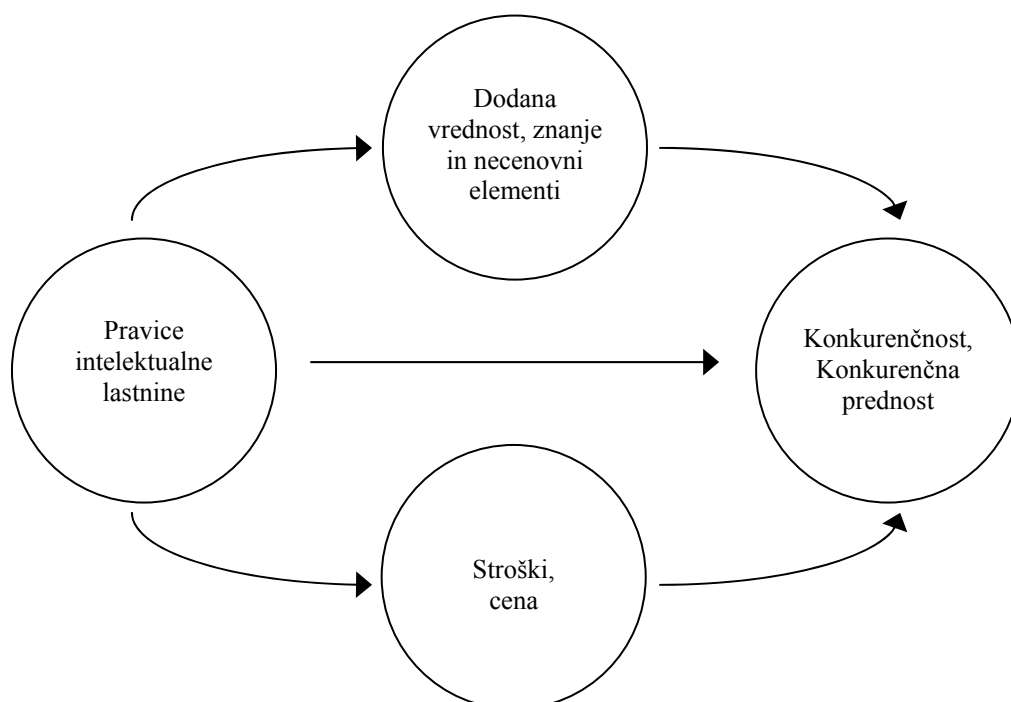 Dodana
vrednost, znanje
in necenovni
elementi
Pravice
intelektualne
lastnine
Konkurenčnost,
Konkurenčna
prednost
Stroški,
cena